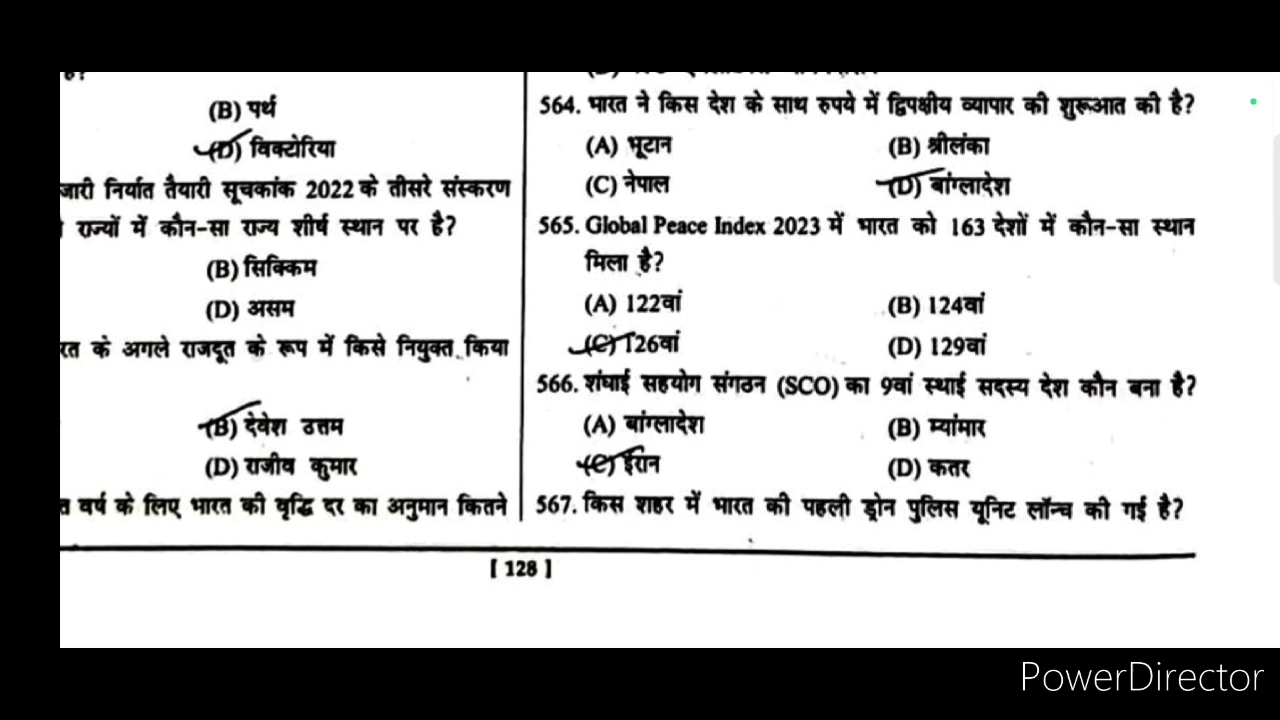 है?
(B) पर्थ
(D) विक्टोरिया
जारी निर्यात तैयारी सूचकांक 2022 के तीसरे संस्करण
राज्यों में कौन-सा राज्य शीर्ष स्थान पर है?
(B) सिक्किम
(D) असम
रत के अगले राजदूत के रूप में किसे नियुक्त किया
(B) देवेश उत्तम
(D) राजीव कुमार
त वर्ष के लिए भारत की वृद्धि दर का अनुमान कितने
564. भारत ने किस देश के साथ रुपये में द्विपक्षीय व्यापार की शुरूआत की है?
(A) भूटान (B) श्रीलंका
(C) नेपाल (D) बांग्लादेश
565. Global Peace Index 2023 में भारत को 163 देशों में कौन-सा स्थान
मिला है?
(A) 122वां (B) 124वां
(C) 126वां (D) 129वां
566. शंघाई सहयोग संगठन (SCO) का 9वां स्थाई सदस्य देश कौन बना है?
(A) बांग्लादेश (B) म्यांमार
(C) ईरान (D) कतर
567. किस शहर में भारत की पहली ड्रोन पुलिस यूनिट लॉन्च की गई है?
[ 128 ]
PowerDirector